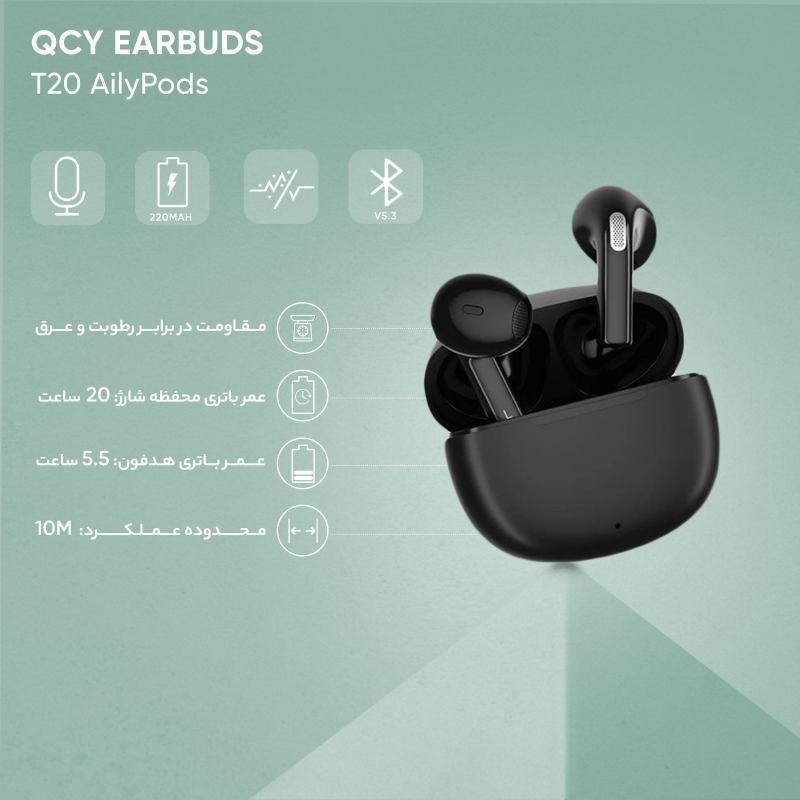 QCY EARBUDS
T20 AilyPods
220MAH
V5.3
مقاومت در برابر رطوبت و عرق
عمر باتری محفظه شارژ: 20 ساعت
عمر باتری هدفون: 5.5 ساعت
محدوده عملکرد: 10M
L